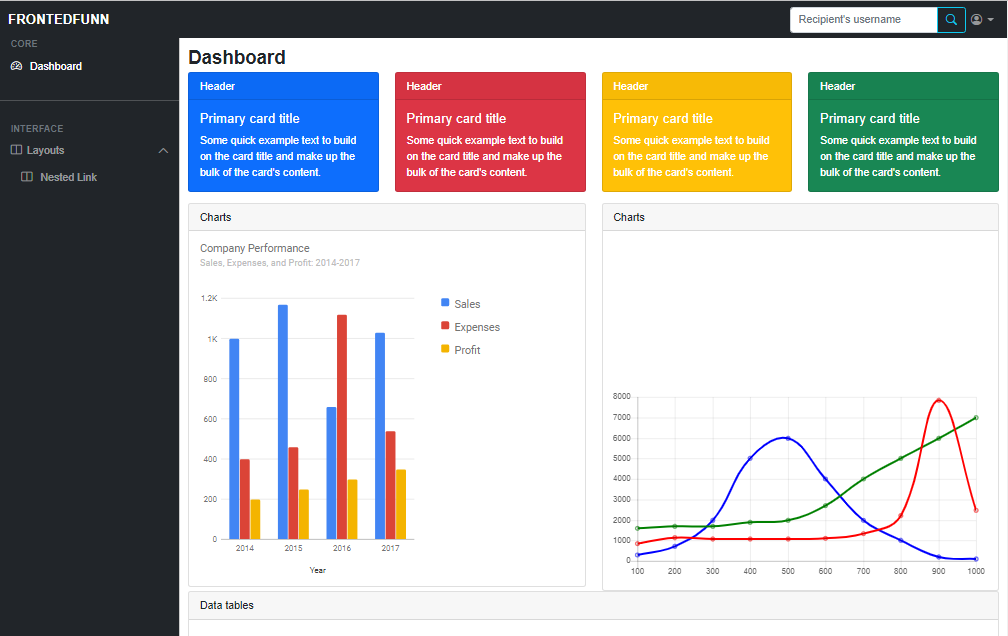 FRONTEDFUNN
Recipient's username
CORE
Dashboard
INTERFACE
Layouts
Nested Link
Dashboard
Header
Primary card title
Some quick example text to build
on the card title and make up the
bulk of the card's content.
Header
Primary card title
Some quick example text to build
on the card title and make up the
bulk of the card's content.
Header
Primary card title
Some quick example text to build
on the card title and make up the
bulk of the card's content.
Header
Primary card title
Some quick example text to build
on the card title and make up the
bulk of the card's content.
Charts
Company Performance
Sales, Expenses, and Profit: 2014-2017
1.2K
1K
800
600
400
200
0
2014 2015 2016 2017
Year
Sales
Expenses
Profit
Charts
8000
7000
6000
5000
4000
3000
2000
1000
0
100 200 300 400 500 600 700 800 900 1000
Data tables